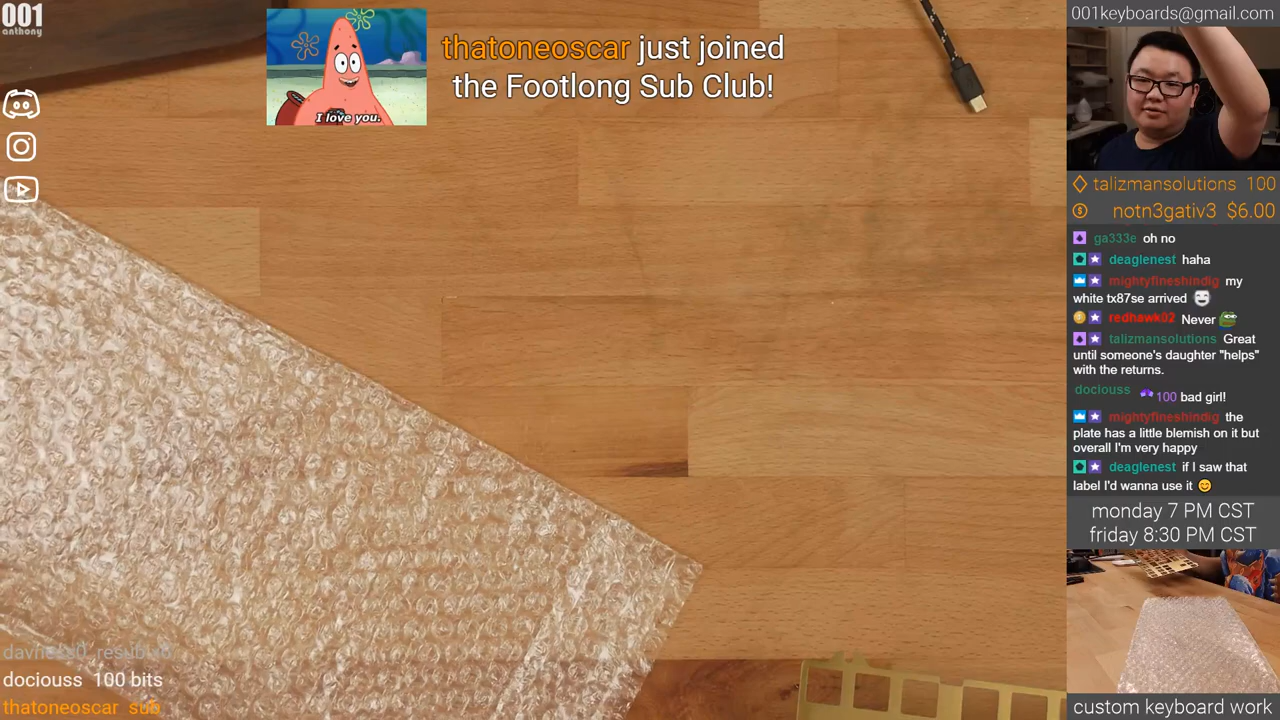 001
anthony
I love you.
thatoneoscar just joined
the Footlong Sub Club!
001keyboards@gmail.com
talizmansolutions 100
notn3gativ3 $6.00
ga333e oh no
deaglenest haha
mightyfineshindig my
white tx87se arrived
redhawk02 Never
talizmansolutions Great
until someone's daughter "helps"
with the returns.
dociouss 100 bad girl!
mightyfineshindig the
plate has a little blemish on it but
overall I'm very happy
deaglenest if I saw that
label I'd wanna use it
monday 7 PM CST
friday 8:30 PM CST
dociouss 100 bits
thatoneoscar sub
custom keyboard work